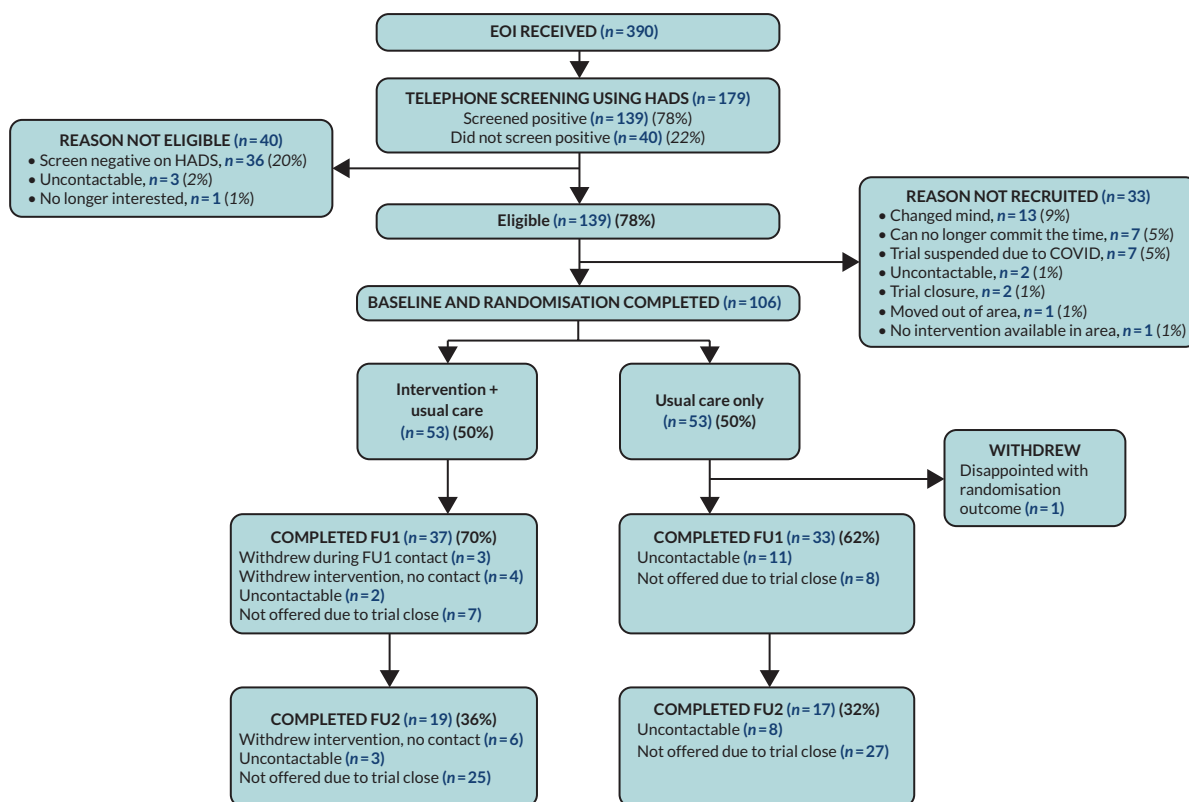 EOI RECEIVED (n = 390)
TELEPHONE SCREENING USING HADS (n = 179)
Screened positive (n = 139) (78%)
Did not screen positive (n = 40) (22%)
REASON NOT ELIGIBLE (n = 40)
• Screen negative on HADS, n = 36 (20%)
• Uncontactable, n = 3 (2%)
• No longer interested, n = 1 (1%)
Eligible (n = 139) (78%)
REASON NOT RECRUITED (n = 33)
• Changed mind, n = 13 (9%)
• Can no longer commit the time, n = 7 (5%)
• Trial suspended due to COVID, n = 7 (5%)
• Uncontactable, n = 2 (1%)
• Trial closure, n = 2 (1%)
• Moved out of area, n = 1 (1%)
• No intervention available in area, n = 1 (1%)
BASELINE AND RANDOMISATION COMPLETED (n = 106)
Intervention +
usual care
(n = 53) (50%)
Usual care only
(n = 53) (50%)
WITHDREW
Disappointed with
randomisation
outcome (n = 1)
COMPLETED FU1 (n = 37) (70%)
Withdrew during FU1 contact (n = 3)
Withdrew intervention, no contact (n = 4)
Uncontactable (n = 2)
Not offered due to trial close (n = 7)
COMPLETED FU1 (n = 33) (62%)
Uncontactable (n = 11)
Not offered due to trial close (n = 8)
COMPLETED FU2 (n = 19) (36%)
Withdrew intervention, no contact (n = 6)
Uncontactable (n = 3)
Not offered due to trial close (n = 25)
COMPLETED FU2 (n = 17) (32%)
Uncontactable (n = 8)
Not offered due to trial close (n = 27)